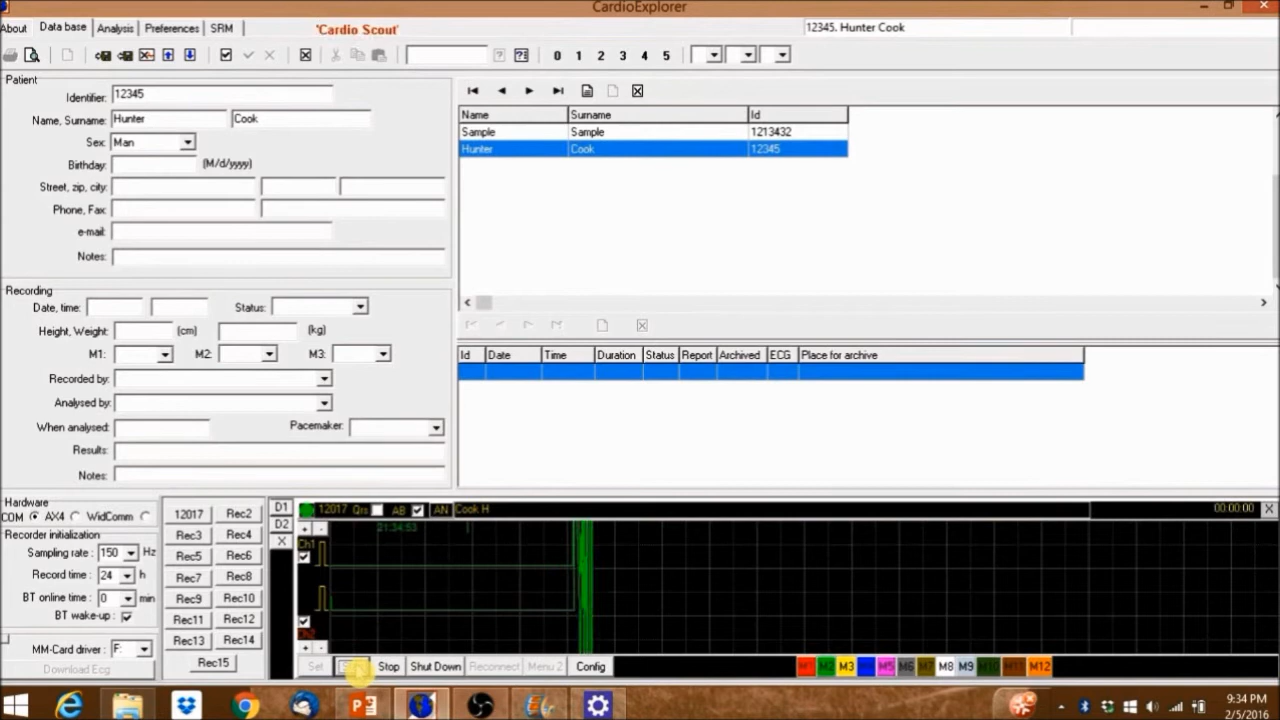 CardioExplorer
About Data base Analysis Preferences SRM 'Cardio Scout' 12345. Hunter Cook
0 1 2 3 4 5
Patient
Identifier: 12345
Name, Surname: Hunter Cook
Sex: Man
Birthday: (M/d/yyyy)
Street, zip, city:
Phone, Fax:
e-mail:
Notes:
Name Surname Id
Sample Sample 1213432
Hunter Cook 12345
Recording
Date, time: Status:
Height, Weight: (cm) (kg)
M1: M2: M3:
Recorded by:
Analysed by:
When analysed: Pacemaker:
Results:
Notes:
Id Date Time Duration Status Report Archived ECG Place for archive
Hardware
COM AX4 WidComm
Recorder initialization
Sampling rate: 150 Hz
Record time: 24 h
BT online time: 0 min
BT wake-up:
MM-Card driver: F:
Download Ecg
12017 Rec2
Rec3 Rec4
Rec5 Rec6
Rec7 Rec8
Rec9 Rec10
Rec11 Rec12
Rec13 Rec14
Rec15
D1
D2
X
12017 Qrs AB AN Cook H 00:00:00 X
21:34:53
Ch1
Ch2
Set Stop Shut Down Reconnect Menu 2 Config
M1 M2 M3 M5 M6 M7 M8 M9 M10 M11 M12
9:34 PM
2/5/2016